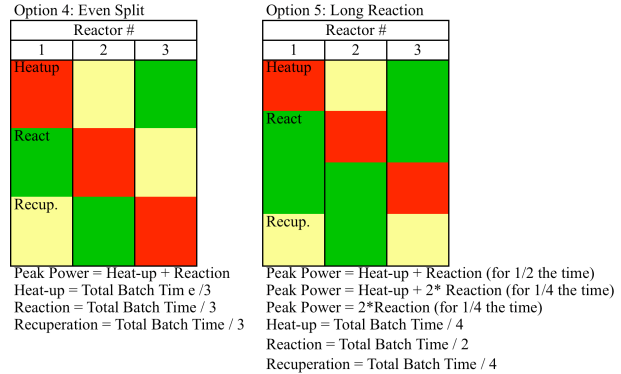 Option 4: Even Split
Reactor #
1 2 3
Heatup
React
Recup.
Peak Power = Heat-up + Reaction
Heat-up = Total Batch Tim e /3
Reaction = Total Batch Time / 3
Recuperation = Total Batch Time / 3
Option 5: Long Reaction
Reactor #
1 2 3
Heatup
React
Recup.
Peak Power = Heat-up + Reaction (for 1/2 the time)
Peak Power = Heat-up + 2* Reaction (for 1/4 the time)
Peak Power = 2*Reaction (for 1/4 the time)
Heat-up = Total Batch Time / 4
Reaction = Total Batch Time / 2
Recuperation = Total Batch Time / 4